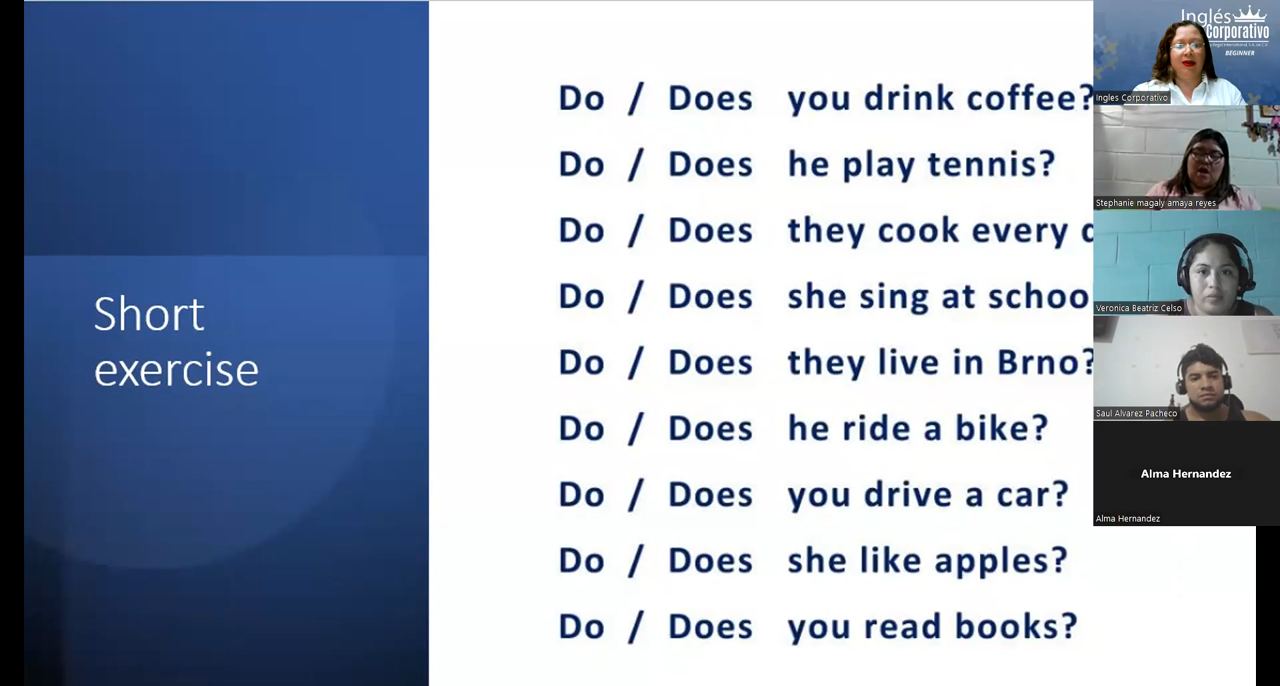 Short
exercise
Do / Does you drink coffee?
Do / Does he play tennis?
Do / Does they cook every
Do / Does she sing at schoo
Do / Does they live in Brno?
Do / Does he ride a bike?
Do / Does you drive a car?
Do / Does she like apples?
Do / Does you read books?
Inglés
Corporativo
BEGINNER
Ingles Corporativo
Stephanie magaly amaya reyes
Veronica Beatriz Celso
Saul Alvarez Pacheco
Alma Hernandez
Alma Hernandez